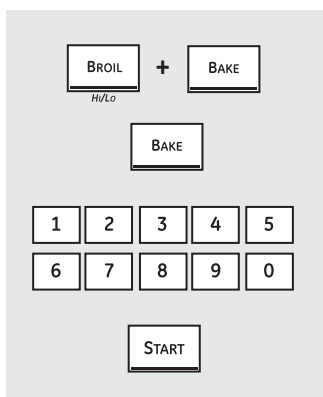 BROIL + BAKE
HI/LO
BAKE
1 2 3 4 5
6 7 8 9 0
START